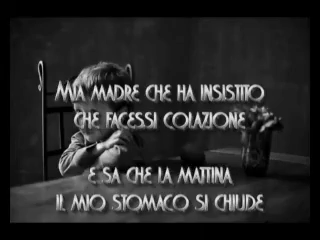 MIA MADRE CHE HA INSISTITO
CHE FACESSI COLAZIONE
E SA CHE LA MATTINA
IL MIO STOMACO SI CHIUDE